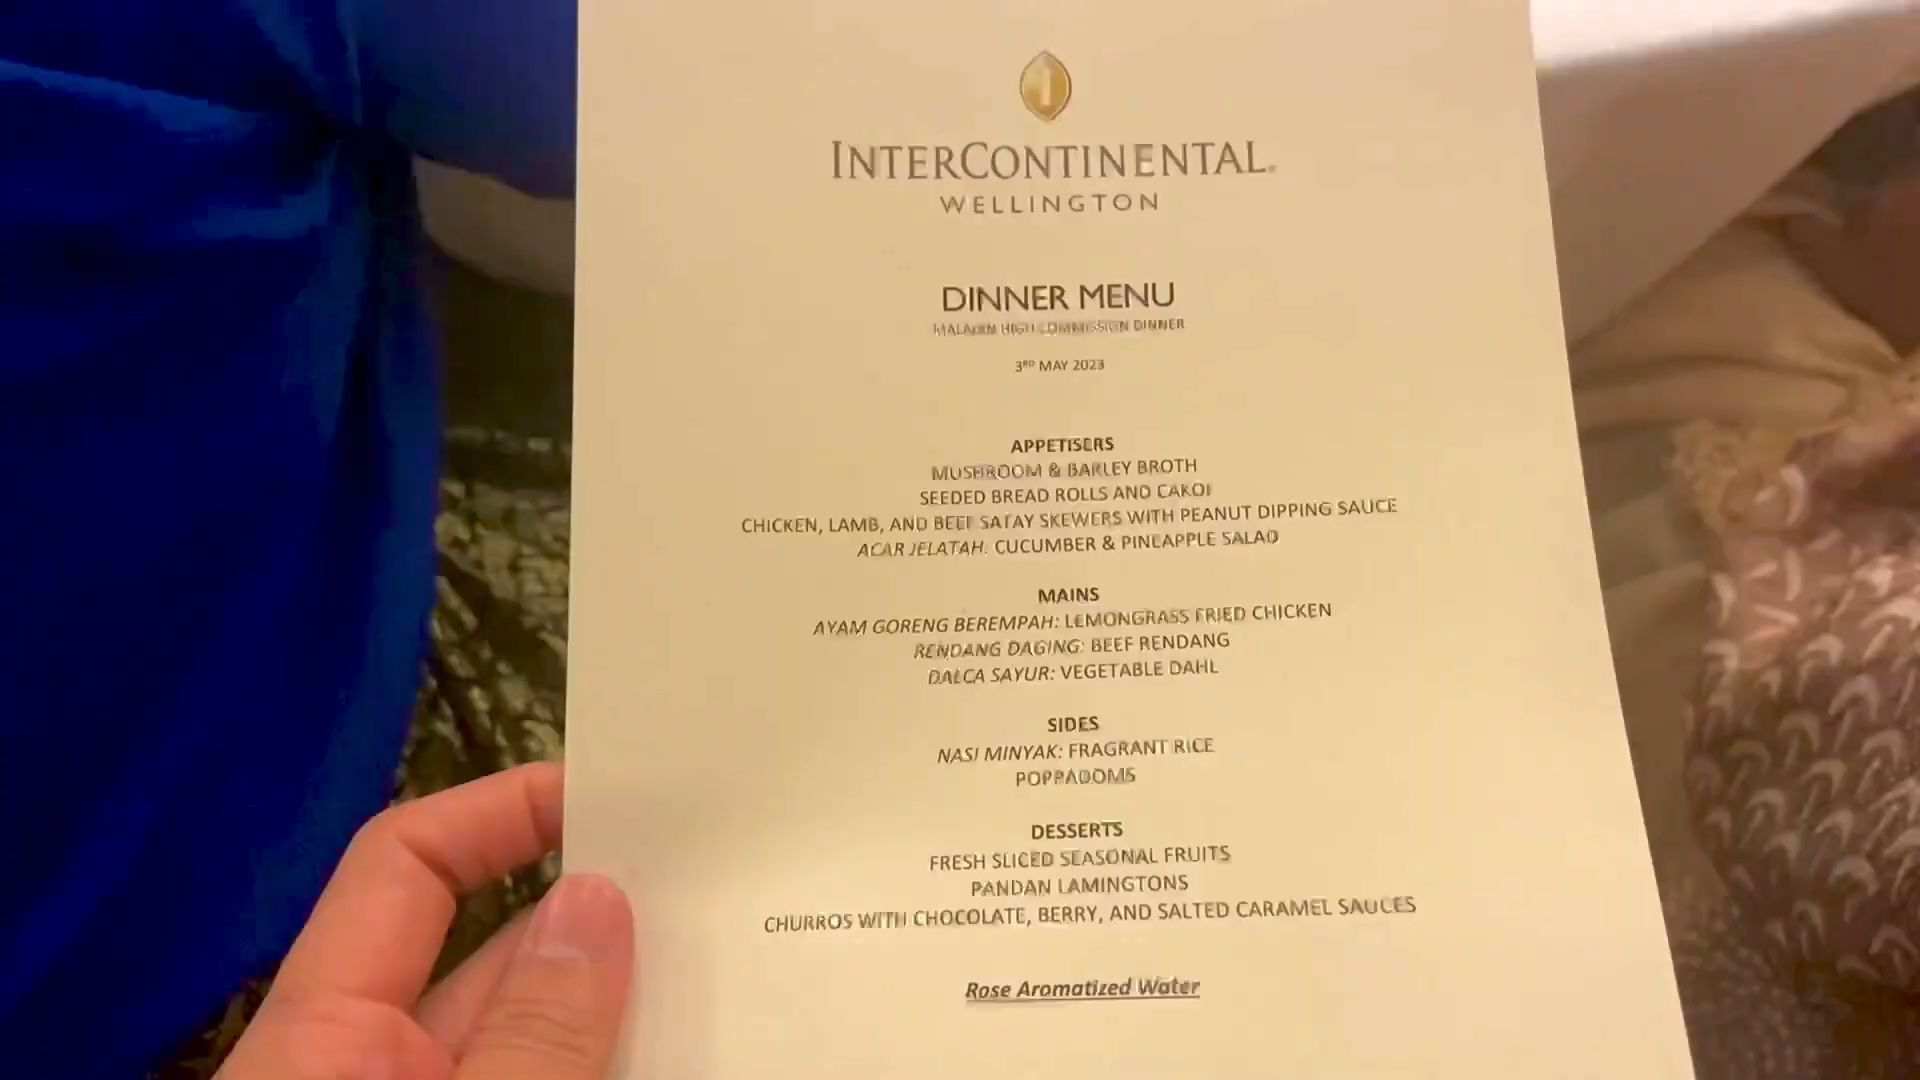 INTERCONTINENTAL
WELLINGTON
DINNER MENU
HIGH COMMISSION DINNER
3RD MAY 2023
APPETISERS
MUSHROOM & BARLEY BROTH
SEEDED BREAD ROLLS AND CAKOI
CHICKEN, LAMB, AND BEEF SATAY SKEWERS WITH PEANUT DIPPING SAUCE
ACAR JELATAH: CUCUMBER & PINEAPPLE SALAD
MAINS
AYAM GORENG BEREMPAH: LEMONGRASS FRIED CHICKEN
RENDANG DAGING: BEEF RENDANG
DALCA SAYUR: VEGETABLE DAHL
SIDES
NASI MINYAK: FRAGRANT RICE
POPPADOMS
DESSERTS
FRESH SLICED SEASONAL FRUITS
PANDAN LAMINGTONS
CHURROS WITH CHOCOLATE, BERRY, AND SALTED CARAMEL SAUCES
Rose Aromatized Water